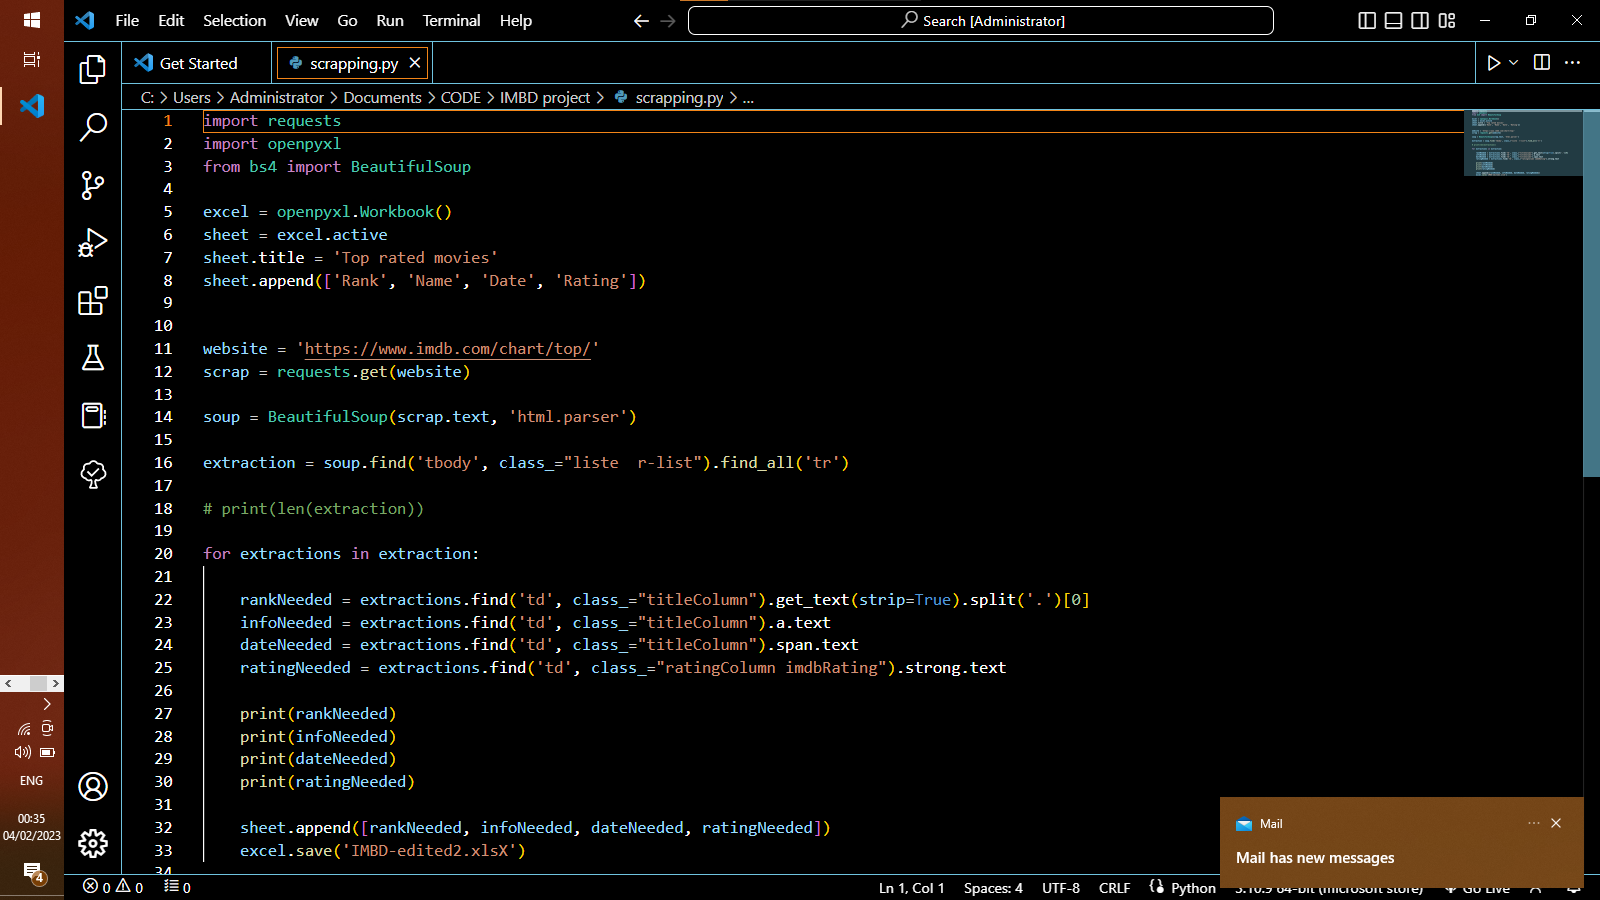 File Edit Selection View Go Run Terminal Help
Search [Administrator]
Get Started
scrapping.py
C: > Users > Administrator > Documents > CODE > IMBD project > scrapping.py > ...
1 import requests
2 import openpyxl
3 from bs4 import BeautifulSoup
4
5 excel = openpyxl.Workbook()
6 sheet = excel.active
7 sheet.title = 'Top rated movies'
8 sheet.append(['Rank', 'Name', 'Date', 'Rating'])
9
10
11 website = 'https://www.imdb.com/chart/top/'
12 scrap = requests.get(website)
13
14 soup = BeautifulSoup(scrap.text, 'html.parser')
15
16 extraction = soup.find('tbody', class_="liste  r-list").find_all('tr')
17
18 # print(len(extraction))
19
20 for extractions in extraction:
21
22     rankNeeded = extractions.find('td', class_="titleColumn").get_text(strip=True).split('.')[0]
23     infoNeeded = extractions.find('td', class_="titleColumn").a.text
24     dateNeeded = extractions.find('td', class_="titleColumn").span.text
25     ratingNeeded = extractions.find('td', class_="ratingColumn imdbRating").strong.text
26
27     print(rankNeeded)
28     print(infoNeeded)
29     print(dateNeeded)
30     print(ratingNeeded)
31
32     sheet.append([rankNeeded, infoNeeded, dateNeeded, ratingNeeded])
33     excel.save('IMBD-edited2.xlsX')
34
Mail
Mail has new messages
0 0 0
Ln 1, Col 1 Spaces: 4 UTF-8 CRLF Python 3.10.9 64-bit (microsoft store) Go Live
ENG
00:35
04/02/2023
4